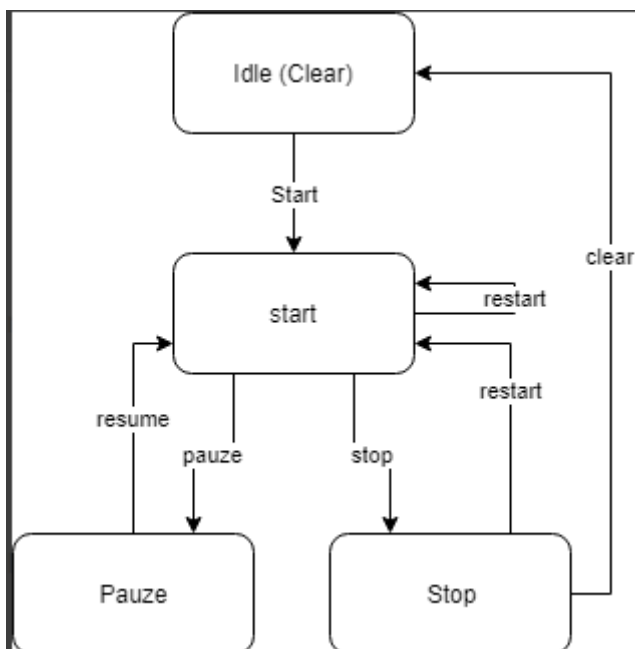 Idle (Clear)
Start
clear
start
restart
resume
restart
pauze
stop
Pauze
Stop